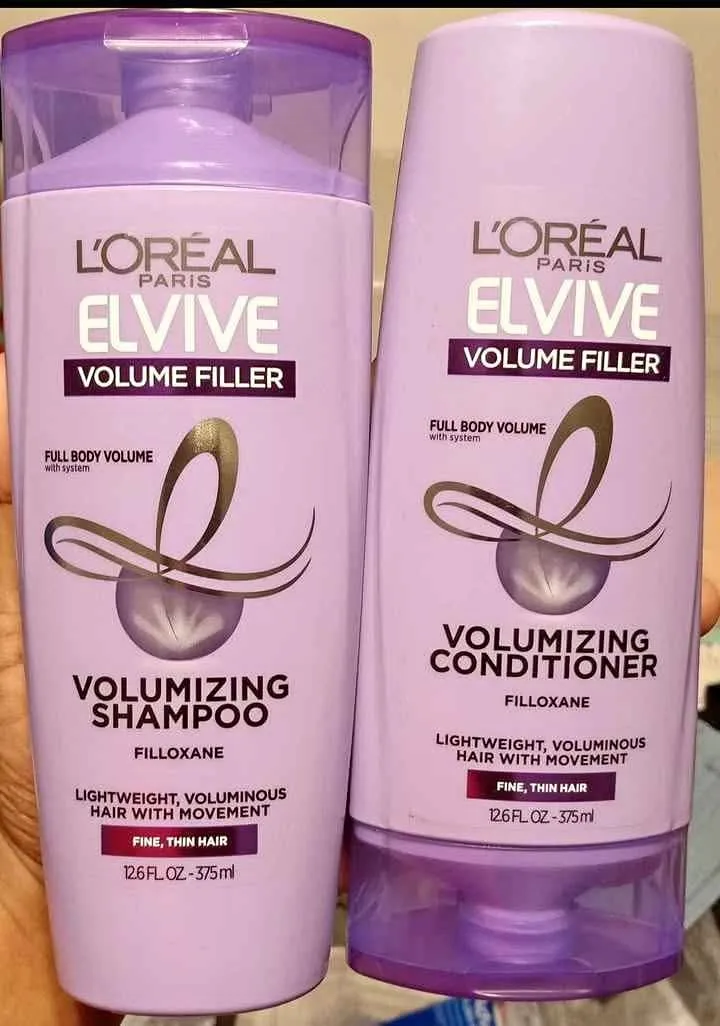 L'ORÉAL
PARiS
ELVIVE
VOLUME FILLER
FULL BODY VOLUME
with system
VOLUMIZING
SHAMPOO
FILLOXANE
LIGHTWEIGHT, VOLUMINOUS
HAIR WITH MOVEMENT
FINE, THIN HAIR
12.6 FL. OZ. - 375 ml
L'ORÉAL
PARiS
ELVIVE
VOLUME FILLER
FULL BODY VOLUME
with system
VOLUMIZING
CONDITIONER
FILLOXANE
LIGHTWEIGHT, VOLUMINOUS
HAIR WITH MOVEMENT
FINE, THIN HAIR
12.6 FL. OZ. - 375 ml